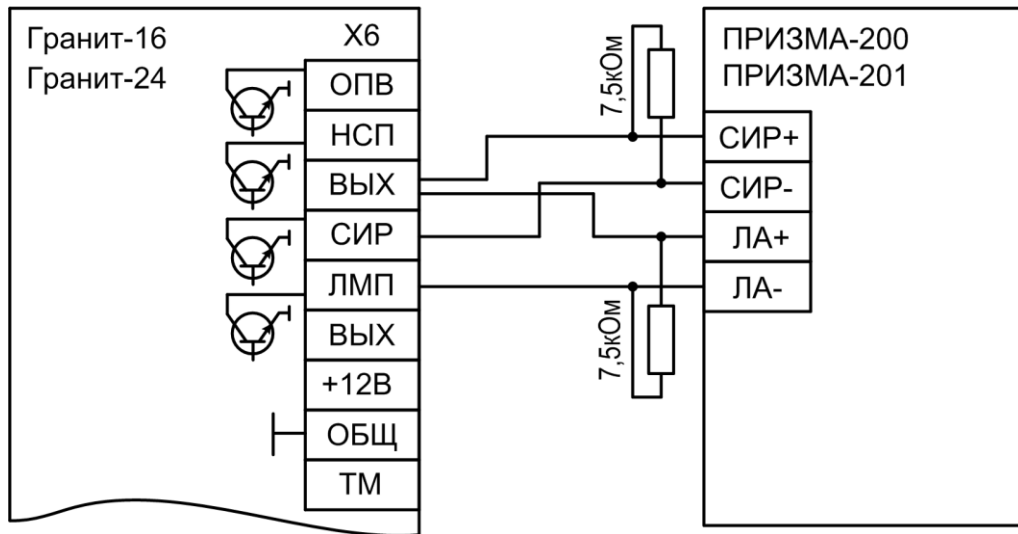 Гранит-16
Гранит-24
X6
ОПВ
НСП
ВЫХ
СИР
ЛМП
ВЫХ
+12В
ОБЩ
ТМ
7,5кОм
7,5кОм
ПРИЗМА-200
ПРИЗМА-201
СИР+
СИР-
ЛА+
ЛА-